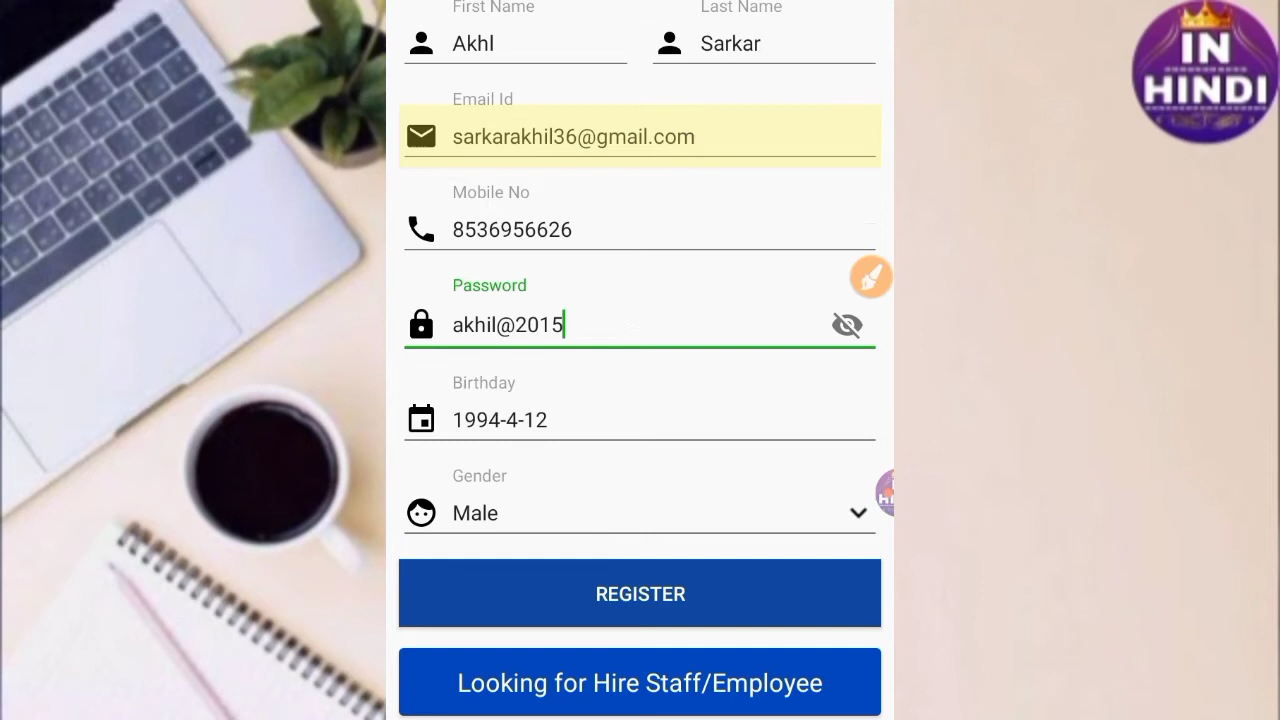 First Name
Last Name
Akhl
Sarkar
Email Id
sarkarakhil36@gmail.com
Mobile No
8536956626
Password
akhil@2015
Birthday
1994-4-12
Gender
Male
REGISTER
Looking for Hire Staff/Employee
IN
HINDI